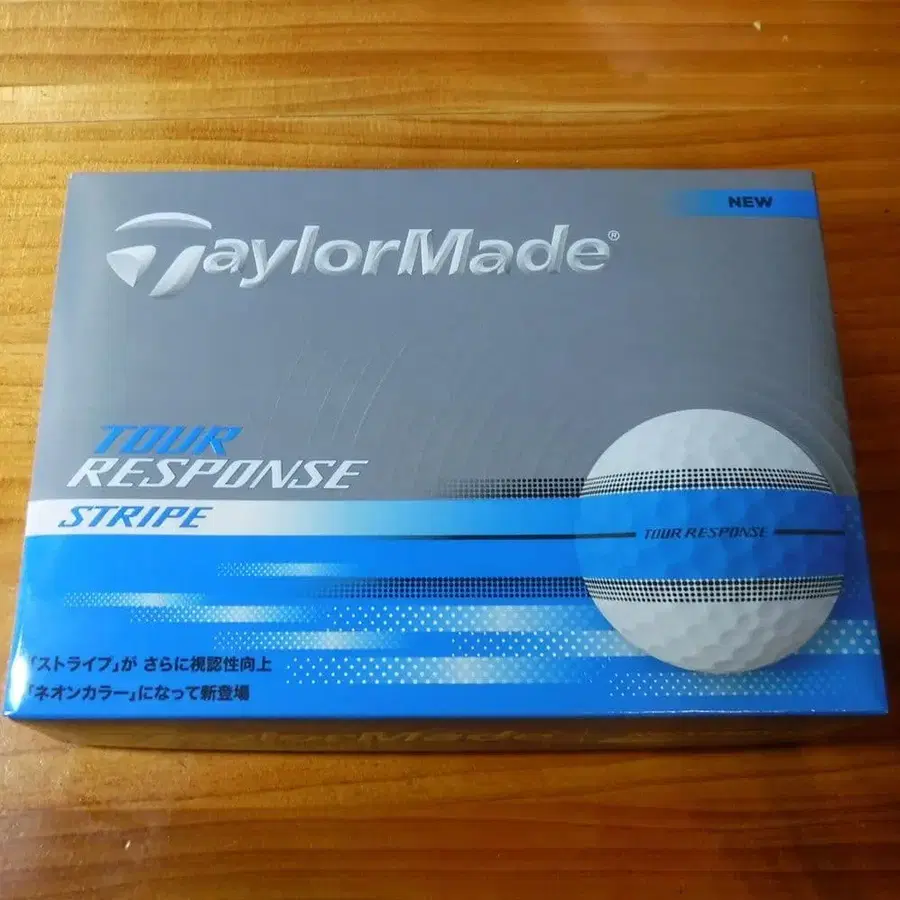 NEW
TaylorMade®
TOUR
RESPONSE
STRIPE
TOUR RESPONSE
「ストライプ」が さらに視認性向上
「ネオンカラー」になって新登場
TaylorMade